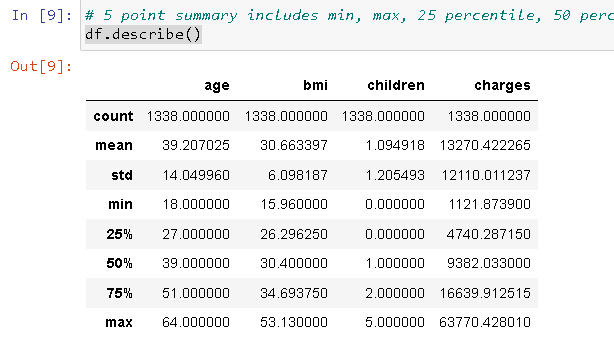 In [9]: # 5 point summary includes min, max, 25 percentile, 50 perc
df.describe()
Out[9]:
age bmi children charges
count 1338.000000 1338.000000 1338.000000 1338.000000
mean 39.207025 30.663397 1.094918 13270.422265
std 14.049960 6.098187 1.205493 12110.011237
min 18.000000 15.960000 0.000000 1121.873900
25% 27.000000 26.296250 0.000000 4740.287150
50% 39.000000 30.400000 1.000000 9382.033000
75% 51.000000 34.693750 2.000000 16639.912515
max 64.000000 53.130000 5.000000 63770.428010